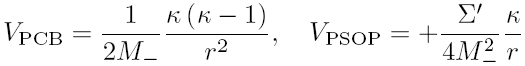 $V_{\mathrm{PCB}} = \frac{1}{2M_{-}} \frac{\kappa\,(\kappa-1)}{r^{2}}, \quad V_{\mathrm{PSOP}} = +\frac{\Sigma'}{4M_{-}^{2}} \frac{\kappa}{r}$